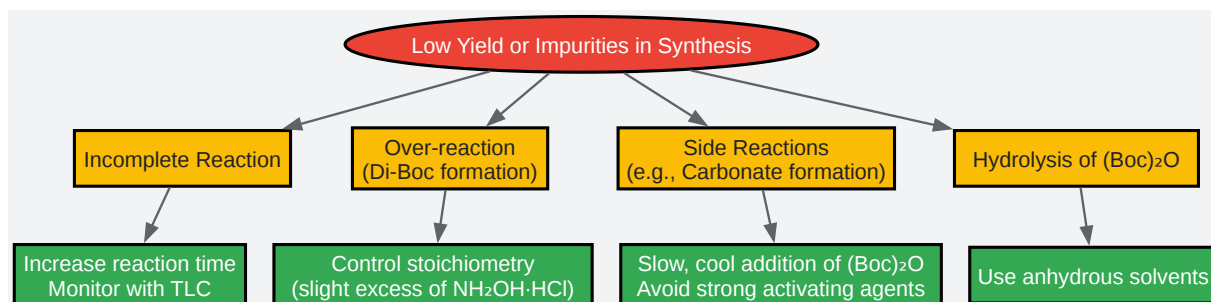 Low Yield or Impurities in Synthesis
Incomplete Reaction
Over-reaction
(Di-Boc formation)
Side Reactions
(e.g., Carbonate formation)
Hydrolysis of (Boc)₂O
Increase reaction time
Monitor with TLC
Control stoichiometry
(slight excess of NH₂OH·HCl)
Slow, cool addition of (Boc)₂O
Avoid strong activating agents
Use anhydrous solvents